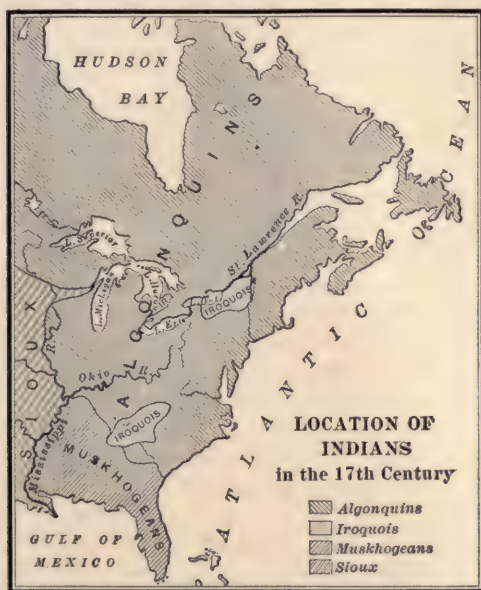 HUDSON
BAY
ALGONQUINS
L. Superior
L. Michigan
St. Lawrence R.
L. Erie
IROQUOIS
ATLANTIC
OCEAN
SIOUX
Ohio R.
Mississippi R.
IROQUOIS
MUSKHOGEANS
GULF OF
MEXICO
LOCATION OF
INDIANS
in the 17th Century
Algonquins
Iroquois
Muskhogeans
Sioux